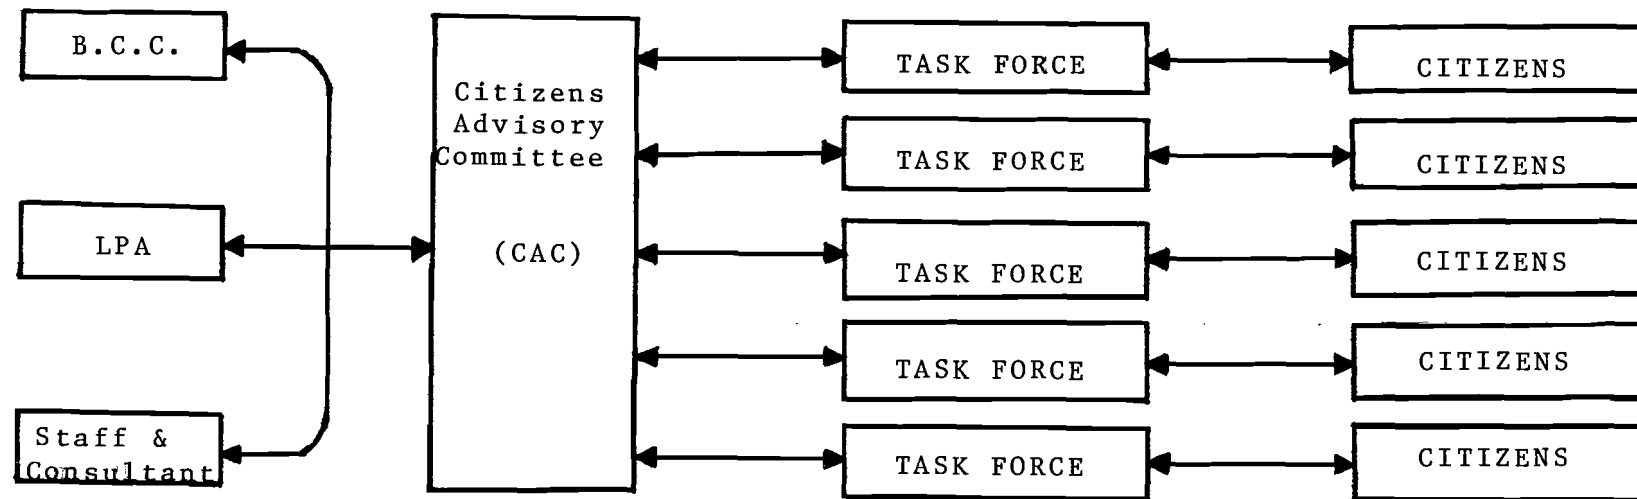 B.C.C.
LPA
Staff &
Consultant
Citizens
Advisory
Committee
(CAC)
TASK FORCE
CITIZENS
TASK FORCE
CITIZENS
TASK FORCE
CITIZENS
TASK FORCE
CITIZENS
TASK FORCE
CITIZENS